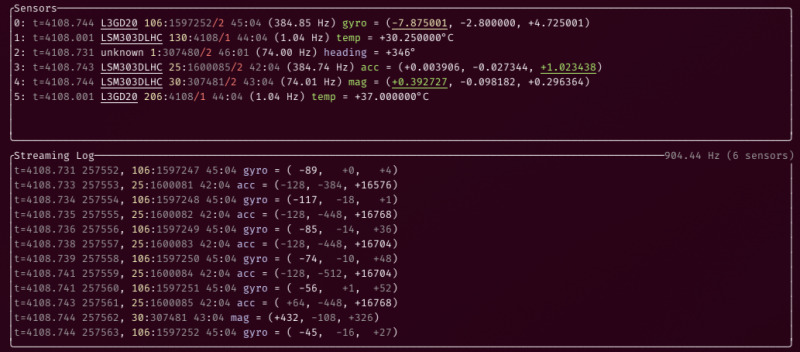 Sensors
0: t=4108.744 L3GD20 106:1597252/2 45:04 (384.85 Hz) gyro = (-7.875001, -2.800000, +4.725001)
1: t=4108.001 LSM303DLHC 130:4108/1 44:04 (1.04 Hz) temp = +30.250000°C
2: t=4108.731 unknown 1:307480/2 46:01 (74.00 Hz) heading = +346°
3: t=4108.743 LSM303DLHC 25:1600085/2 42:04 (384.74 Hz) acc = (+0.003906, -0.027344, +1.023438)
4: t=4108.744 LSM303DLHC 30:307481/2 43:04 (74.01 Hz) mag = (+0.392727, -0.098182, +0.296364)
5: t=4108.001 L3GD20 206:4108/1 44:04 (1.04 Hz) temp = +37.000000°C
Streaming Log 904.44 Hz (6 sensors)
t=4108.731 257552, 106:1597247 45:04 gyro = ( -89, +0, +4)
t=4108.733 257553, 25:1600081 42:04 acc = (-128, -384, +16576)
t=4108.734 257554, 106:1597248 45:04 gyro = (-117, -18, +1)
t=4108.735 257555, 25:1600082 42:04 acc = (-128, -448, +16768)
t=4108.736 257556, 106:1597249 45:04 gyro = ( -85, -14, +36)
t=4108.738 257557, 25:1600083 42:04 acc = (-128, -448, +16704)
t=4108.739 257558, 106:1597250 45:04 gyro = ( -74, -10, +48)
t=4108.741 257559, 25:1600084 42:04 acc = (-128, -512, +16704)
t=4108.741 257560, 106:1597251 45:04 gyro = ( -56, +1, +52)
t=4108.743 257561, 25:1600085 42:04 acc = ( +64, -448, +16768)
t=4108.744 257562, 30:307481 43:04 mag = (+432, -108, +326)
t=4108.744 257563, 106:1597252 45:04 gyro = ( -45, -16, +27)